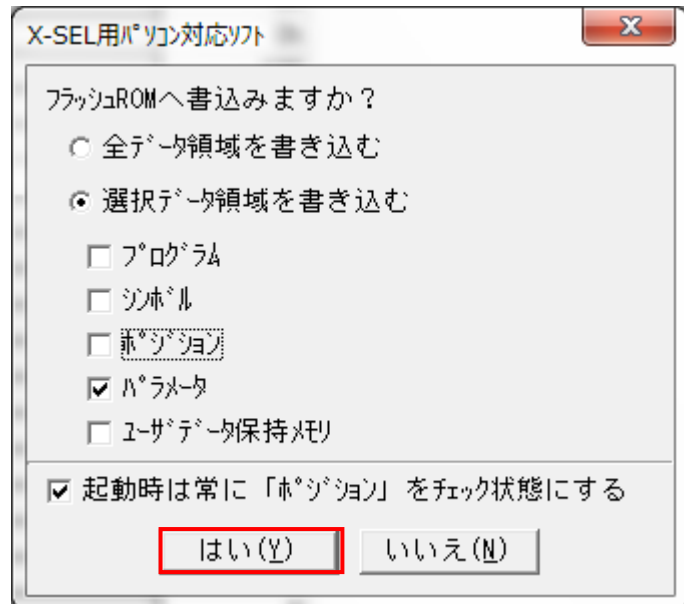 X-SEL用ﾊﾟｿｺﾝ対応ｿﾌﾄ
ﾌﾗｯｼｭROMへ書込みますか？
全ﾃﾞｰﾀ領域を書き込む
選択ﾃﾞｰﾀ領域を書き込む
ﾌﾟﾛｸﾞﾗﾑ
ｼﾝﾎﾞﾙ
ﾎﾟｼﾞｼｮﾝ
ﾊﾟﾗﾒｰﾀ
ﾕｰｻﾞﾃﾞｰﾀ保持ﾒﾓﾘ
起動時は常に「ﾎﾟｼﾞｼｮﾝ」をﾁｪｯｸ状態にする
はい(Y) いいえ(N)